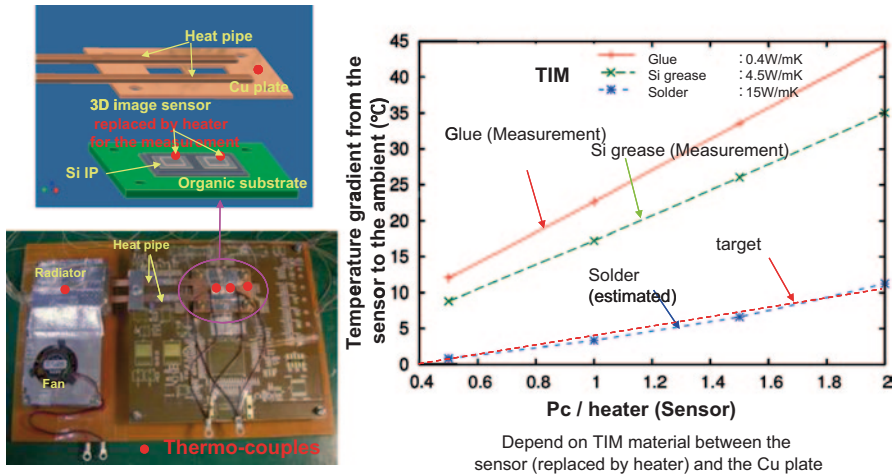 Heat pipe
Cu plate
3D image sensor
replaced by heater
for the measurement
Si IP
Organic substrate
Heat pipe
Radiator
Fan
Thermo-couples
Temperature gradient from the
sensor to the ambient (℃)
45
40
35
30
25
20
15
10
5
0
TIM
Glue : 0.4W/mK
Si grease : 4.5W/mK
Solder : 15W/mK
Glue (Measurement)
Si grease (Measurement)
target
Solder
(estimated)
0.4 0.6 0.8 1.0 1.2 1.4 1.6 1.8 2
Pc / heater (Sensor)
Depend on TIM material between the
sensor (replaced by heater) and the Cu plate